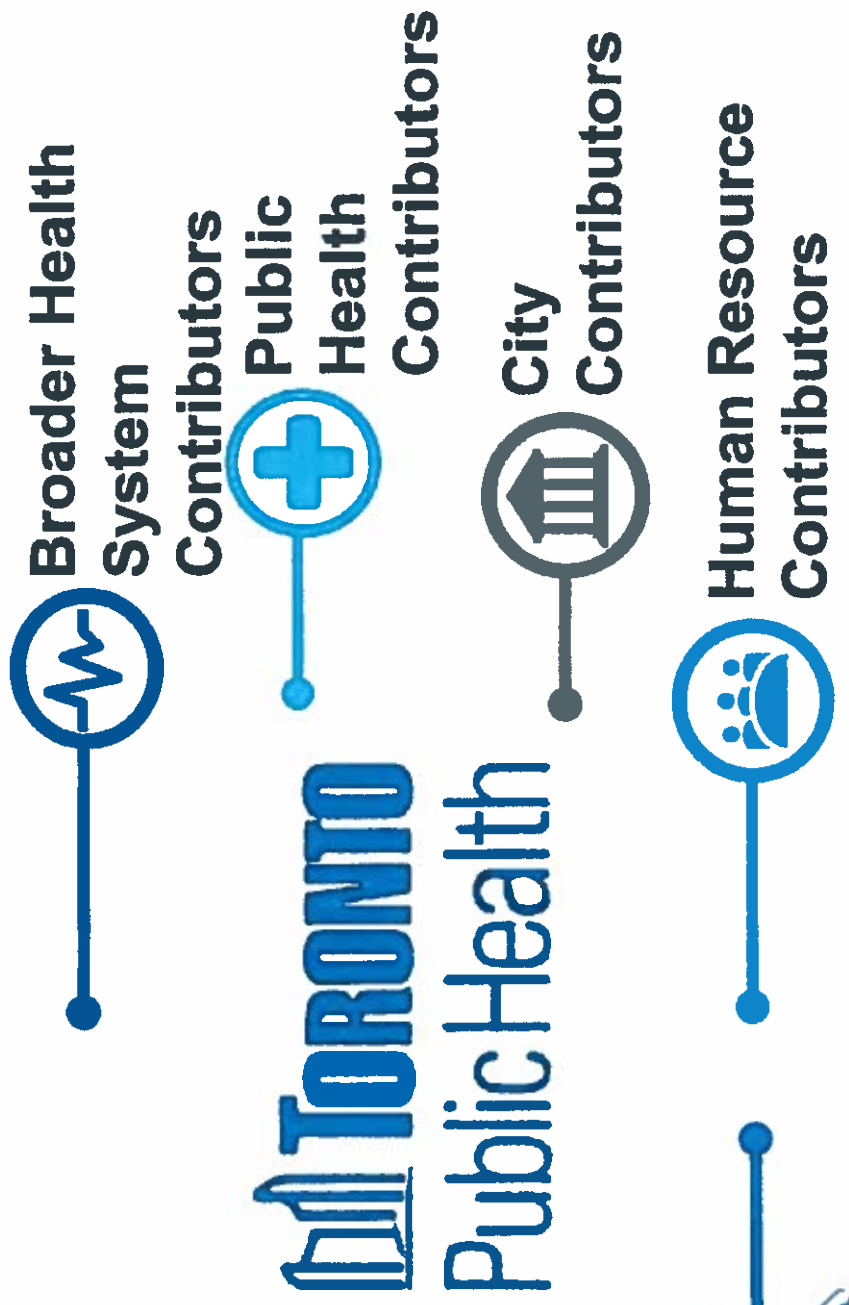 Broader Health
System
Contributors
Public
Health
Contributors
TORONTO
Public Health
City
Contributors
Human Resource
Contributors